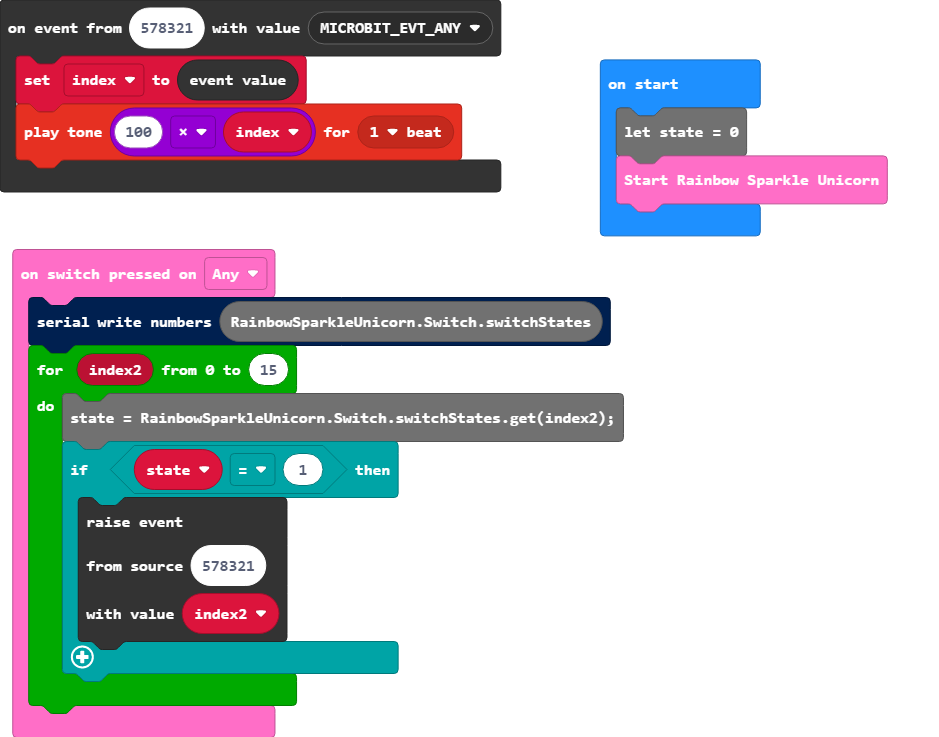 on event from 578321 with value MICROBIT_EVT_ANY
set index to event value
play tone 100 × index for 1 beat
on start
let state = 0
Start Rainbow Sparkle Unicorn
on switch pressed on Any
serial write numbers RainbowSparkleUnicorn.Switch.switchStates
for index2 from 0 to 15
do
state = RainbowSparkleUnicorn.Switch.switchStates.get(index2);
if state = 1 then
raise event
from source 578321
with value index2